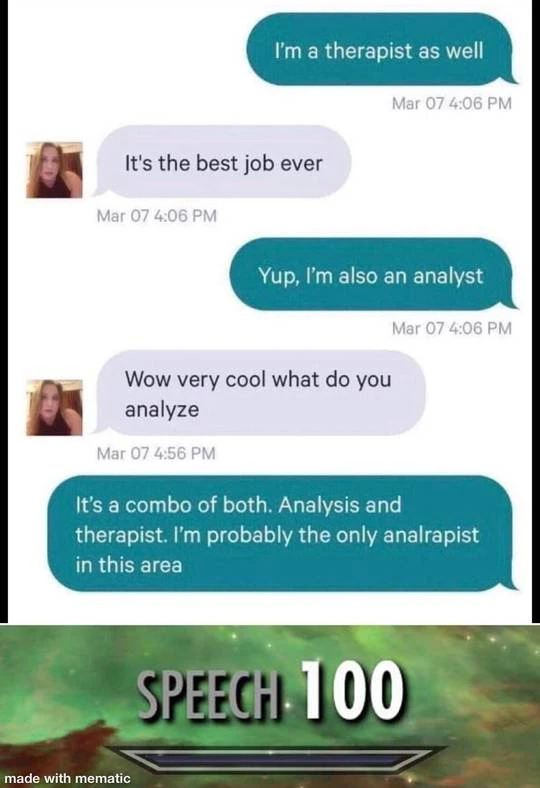 I'm a therapist as well
Mar 07 4:06 PM
It's the best job ever
Mar 07 4:06 PM
Yup, I'm also an analyst
Mar 07 4:06 PM
Wow very cool what do you
analyze
Mar 07 4:56 PM
It's a combo of both. Analysis and
therapist. I'm probably the only analrapist
in this area
SPEECH 100
made with mematic